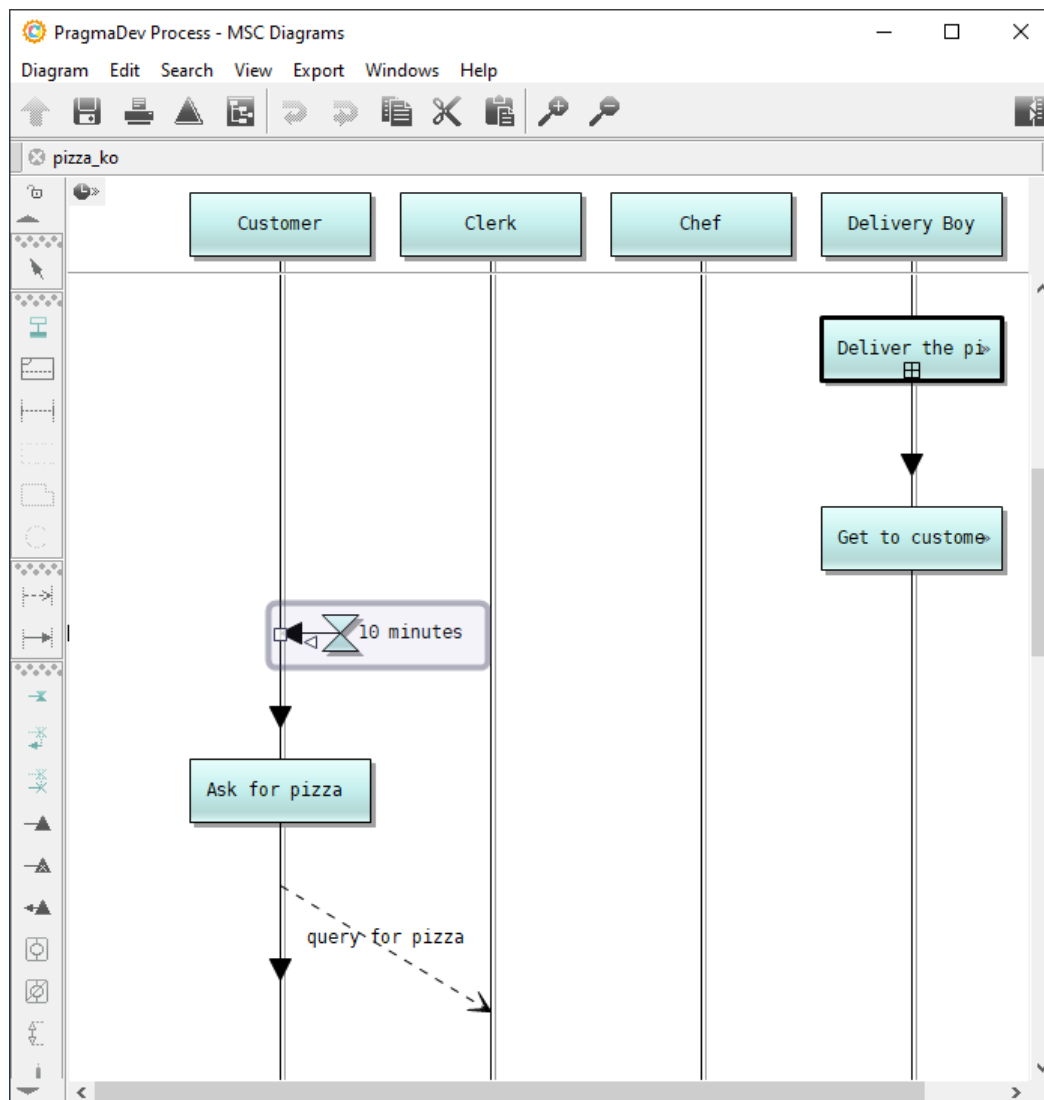 PragmaDev Process - MSC Diagrams
Diagram Edit Search View Export Windows Help
pizza_ko
Customer Clerk Chef Delivery Boy
Deliver the pi»
Get to custome»
10 minutes
Ask for pizza
query for pizza